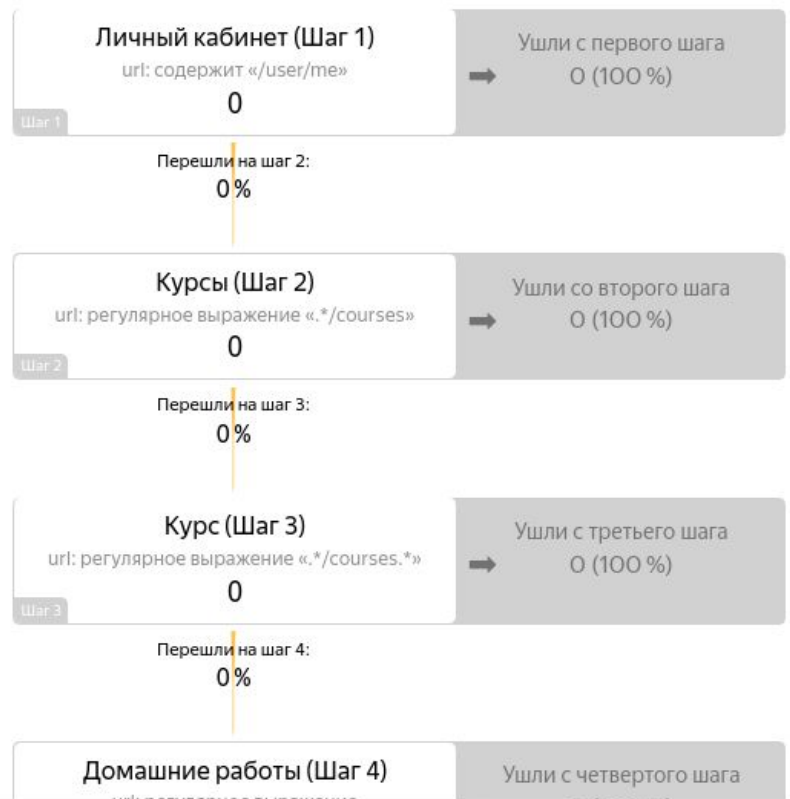 Личный кабинет (Шаг 1)
url: содержит «/user/me»
0
Шаг 1
Ушли с первого шага
0 (100 %)
Перешли на шаг 2:
0 %
Курсы (Шаг 2)
url: регулярное выражение «.*/courses»
0
Шаг 2
Ушли со второго шага
0 (100 %)
Перешли на шаг 3:
0 %
Курс (Шаг 3)
url: регулярное выражение «.*/courses.*»
0
Шаг 3
Ушли с третьего шага
0 (100 %)
Перешли на шаг 4:
0 %
Домашние работы (Шаг 4)
Ушли с четвертого шага